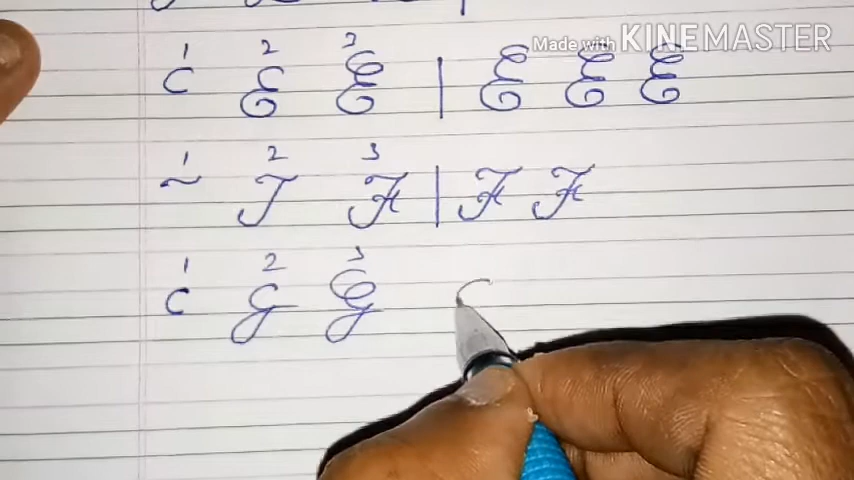 Made with KINEMASTER
1 2 3
C E E | E E E
1 2 3
~ T F | F F
1 2 3
C G G C